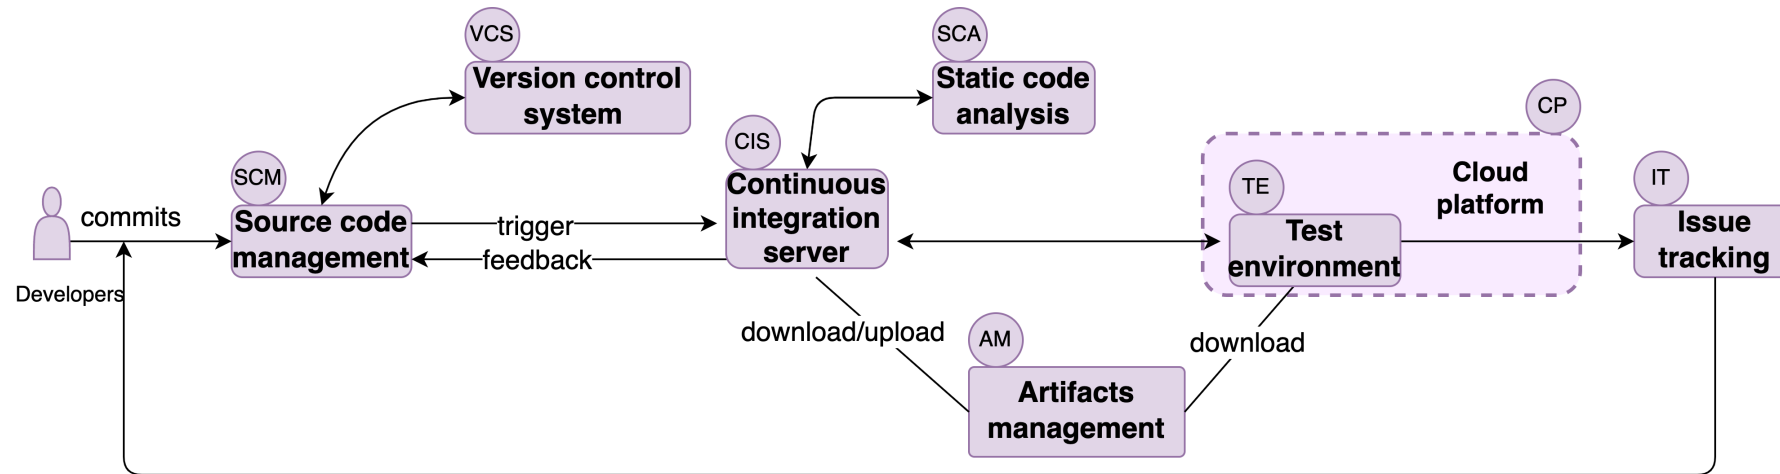 VCS
Version control
system
SCA
Static code
analysis
CP
CIS
Continuous
integration
server
SCM
Source code
management
commits
Developers
trigger
feedback
TE
Test
environment
Cloud
platform
IT
Issue
tracking
download/upload
AM
Artifacts
management
download